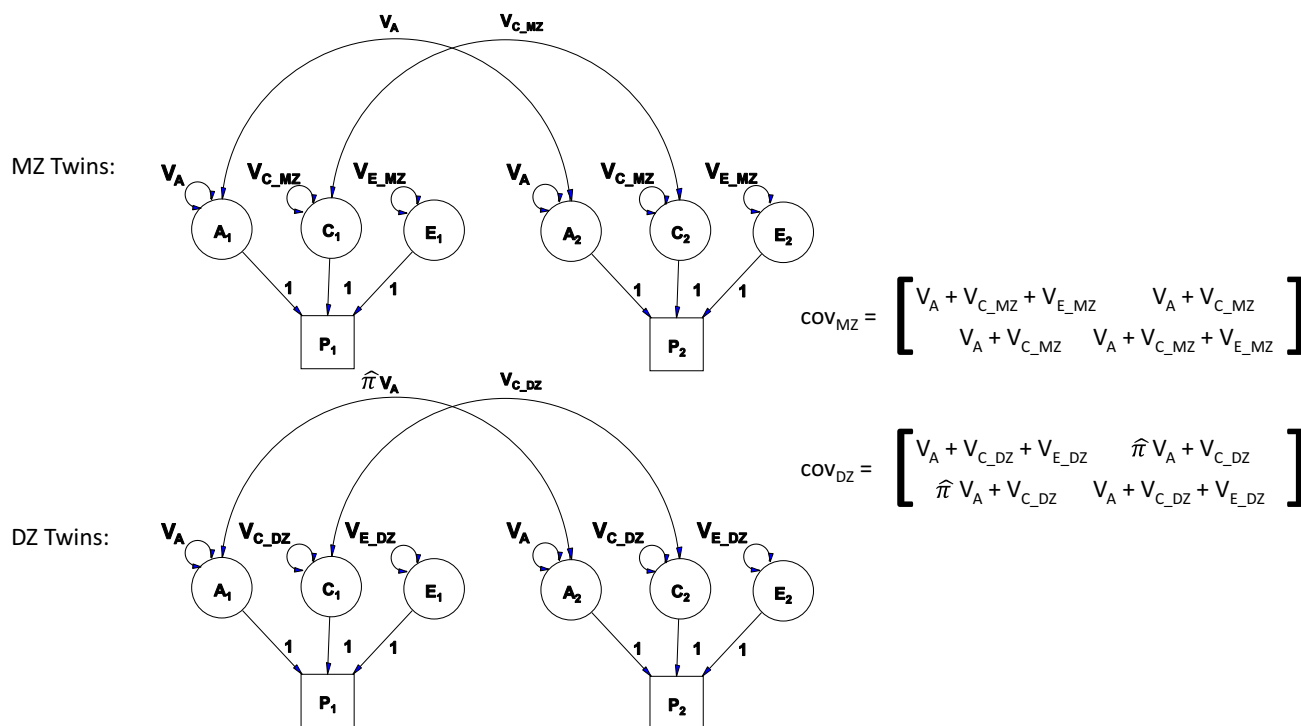 V_A V_C_MZ
MZ Twins:
V_A V_C_MZ V_E_MZ V_A V_C_MZ V_E_MZ
A_1 C_1 E_1 A_2 C_2 E_2
1 1 1 1 1 1
P_1 P_2
cov_MZ = [ V_A + V_C_MZ + V_E_MZ V_A + V_C_MZ
V_A + V_C_MZ V_A + V_C_MZ + V_E_MZ ]
π̂ V_A V_C_DZ
cov_DZ = [ V_A + V_C_DZ + V_E_DZ π̂ V_A + V_C_DZ
π̂ V_A + V_C_DZ V_A + V_C_DZ + V_E_DZ ]
DZ Twins:
V_A V_C_DZ V_E_DZ V_A V_C_DZ V_E_DZ
A_1 C_1 E_1 A_2 C_2 E_2
1 1 1 1 1 1
P_1 P_2